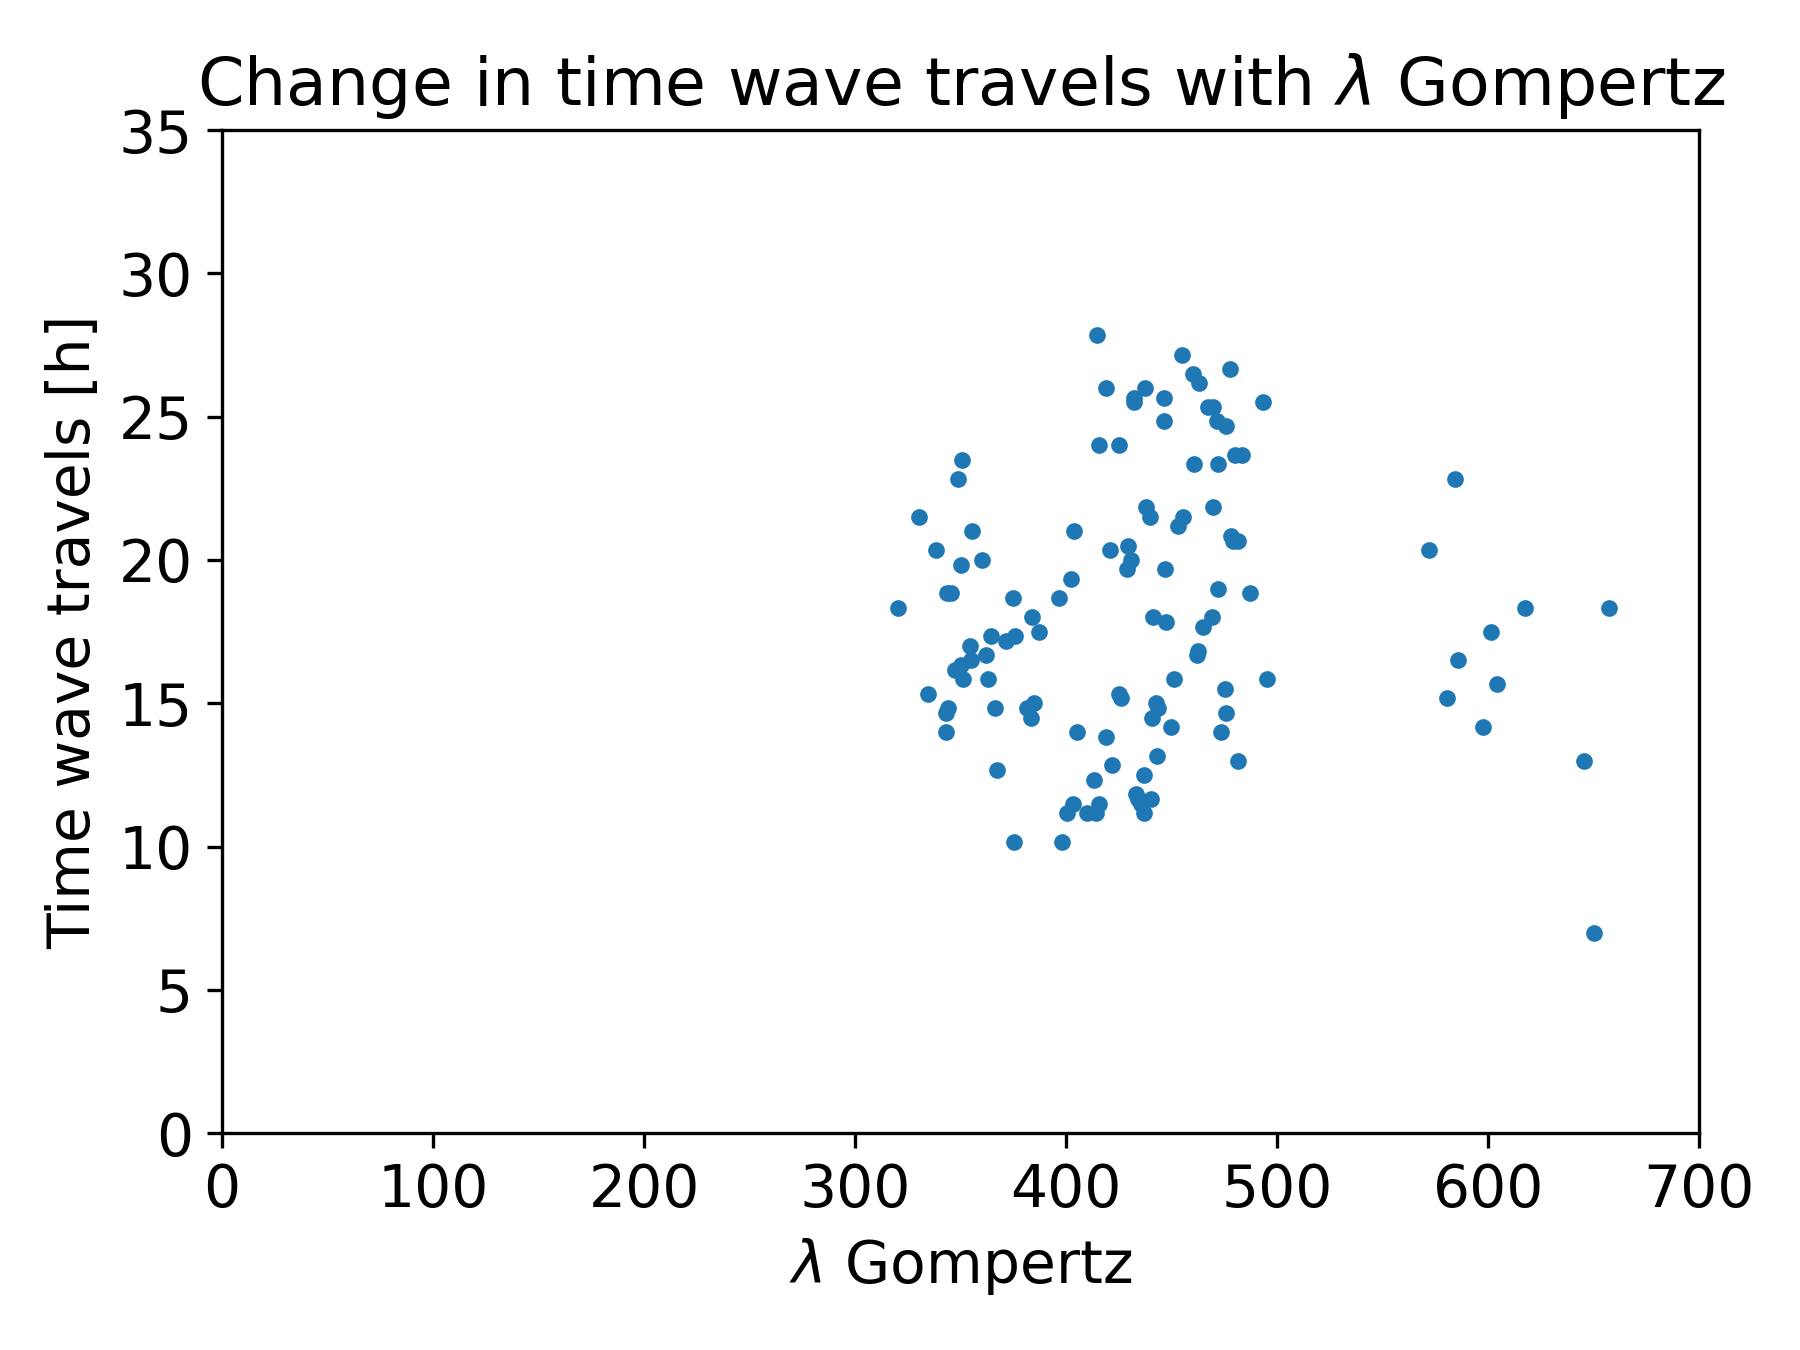 Change in time wave travels with λ Gompertz
35
30
25
20
15
10
5
0
Time wave travels [h]
0 100 200 300 400 500 600 700
λ Gompertz